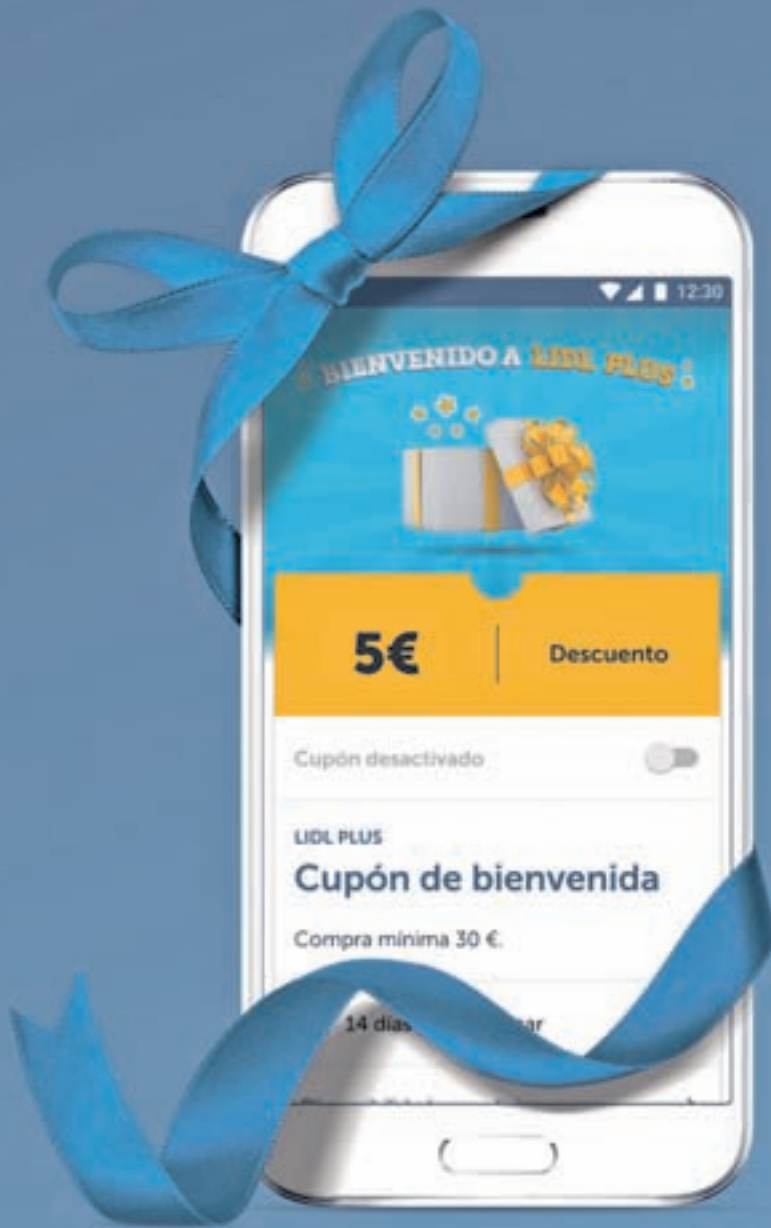 12:30
BIENVENIDO A LIDL PLUS
5€
Descuento
Cupón desactivado
LIDL PLUS
Cupón de bienvenida
Compra mínima 30 €.
14 días